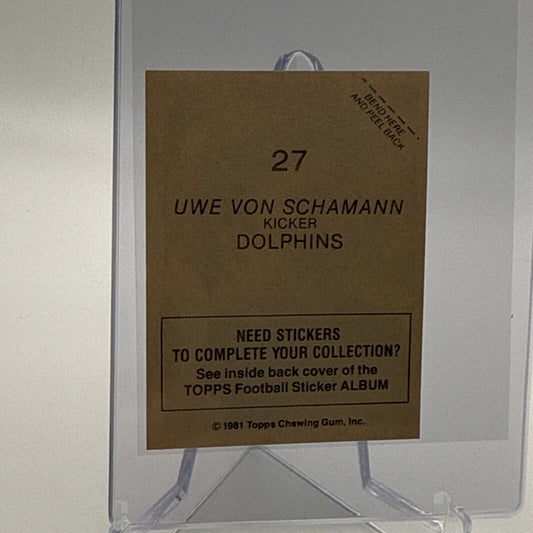 BEND HERE
AND PEEL BACK
27
UWE VON SCHAMANN
KICKER
DOLPHINS
NEED STICKERS
TO COMPLETE YOUR COLLECTION?
See inside back cover of the
TOPPS Football Sticker ALBUM
© 1981 Topps Chewing Gum, Inc.